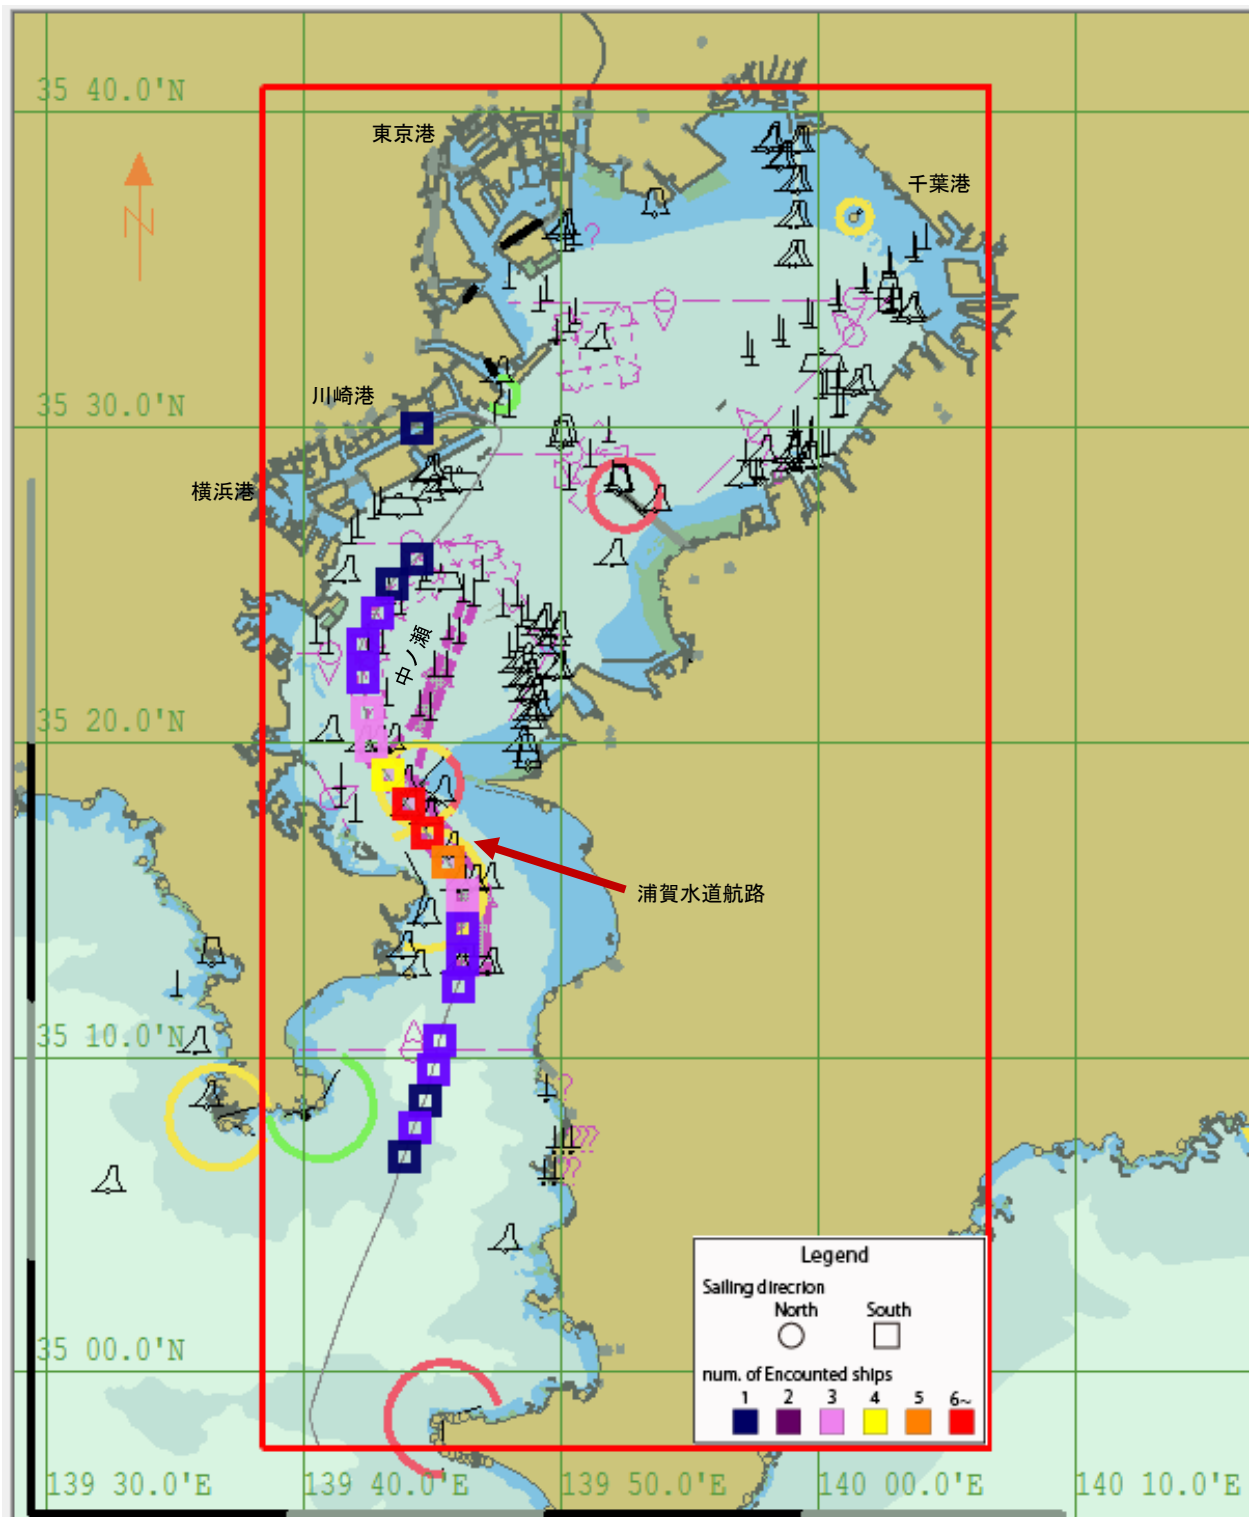 35 40.0'N
東京港
N
千葉港
?
川崎港
35 30.0'N
横浜港
中ノ瀬
35 20.0'N
浦賀水道航路
35 10.0'N
?
???
??
Legend
Sailing direcrion
North South
35 00.0'N
num. of Encounted ships
1 2 3 4 5 6~
139 30.0'E 139 40.0'E 139 50.0'E 140 00.0'E 140 10.0'E